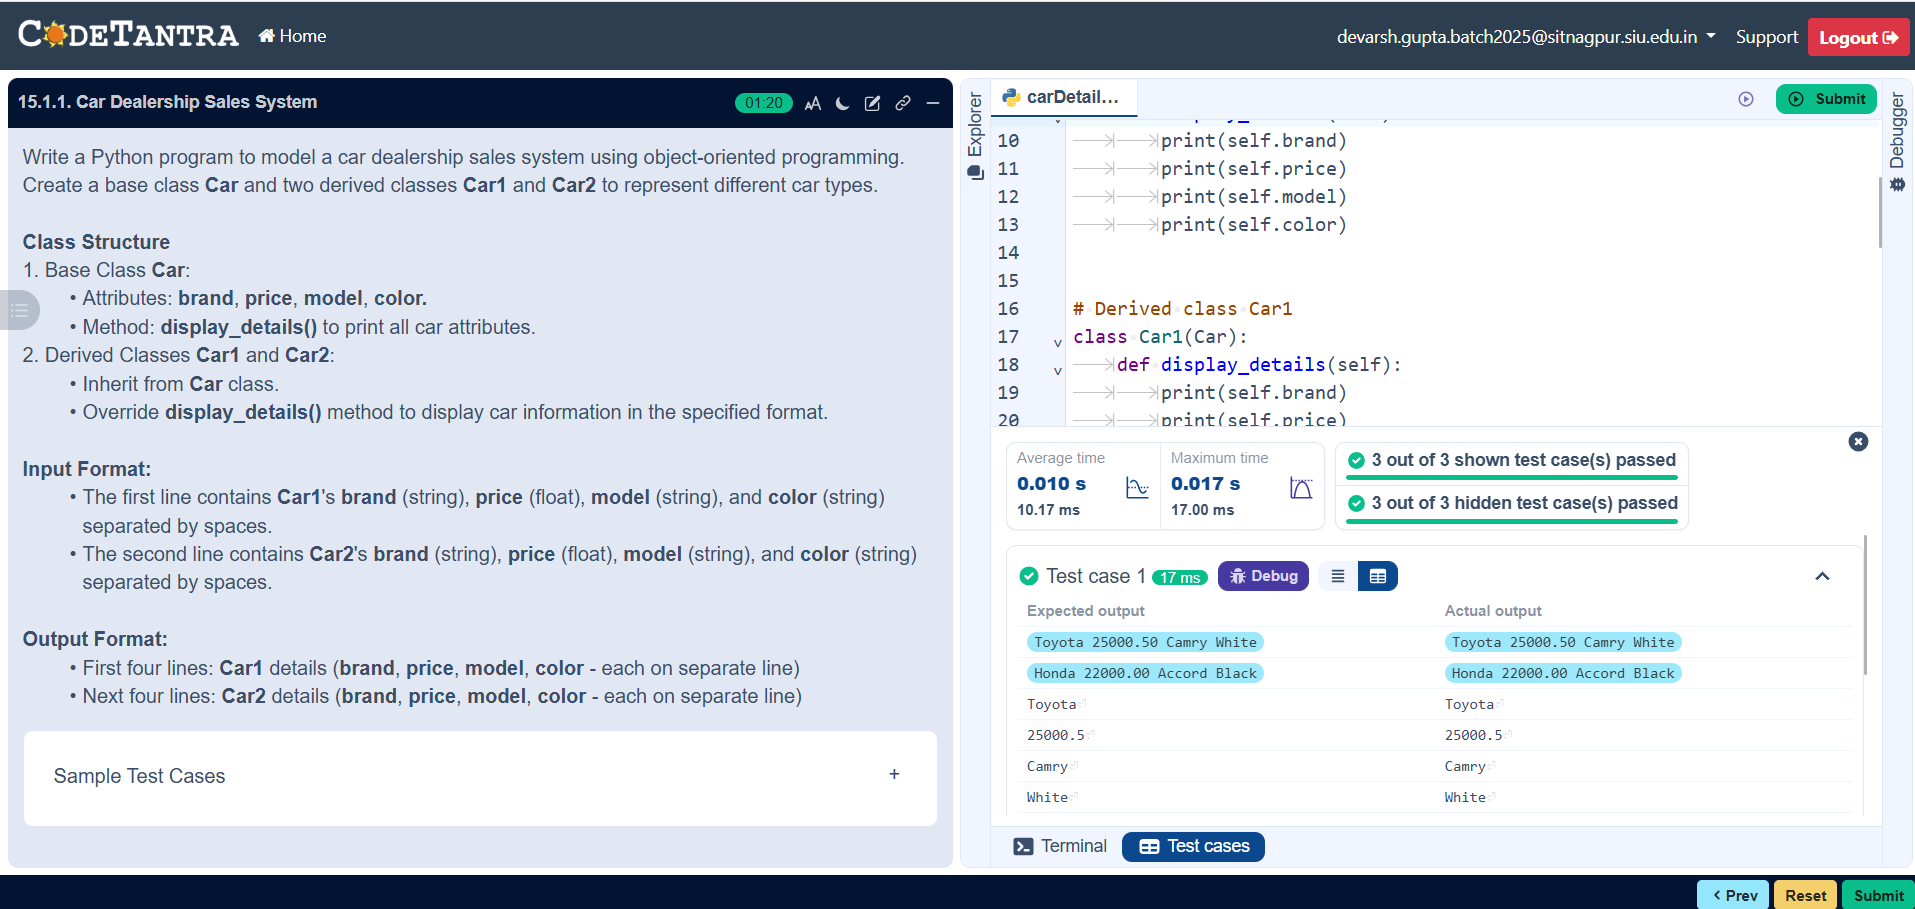 CODETANTRA
Home
devarsh.gupta.batch2025@sitnagpur.siu.edu.in
Support
Logout
15.1.1. Car Dealership Sales System
01:20
Write a Python program to model a car dealership sales system using object-oriented programming.
Create a base class Car and two derived classes Car1 and Car2 to represent different car types.
Class Structure
1. Base Class Car:
• Attributes: brand, price, model, color.
• Method: display_details() to print all car attributes.
2. Derived Classes Car1 and Car2:
• Inherit from Car class.
• Override display_details() method to display car information in the specified format.
Input Format:
• The first line contains Car1's brand (string), price (float), model (string), and color (string)
separated by spaces.
• The second line contains Car2's brand (string), price (float), model (string), and color (string)
separated by spaces.
Output Format:
• First four lines: Car1 details (brand, price, model, color - each on separate line)
• Next four lines: Car2 details (brand, price, model, color - each on separate line)
Sample Test Cases
+
Explorer
carDetail...
Submit
Debugger
10 print(self.brand)
11 print(self.price)
12 print(self.model)
13 print(self.color)
14
15
16 # Derived class Car1
17 class Car1(Car):
18 def display_details(self):
19 print(self.brand)
20 print(self.price)
Average time
0.010 s
10.17 ms
Maximum time
0.017 s
17.00 ms
3 out of 3 shown test case(s) passed
3 out of 3 hidden test case(s) passed
Test case 1
17 ms
Debug
Expected output
Actual output
Toyota 25000.50 Camry White
Toyota 25000.50 Camry White
Honda 22000.00 Accord Black
Honda 22000.00 Accord Black
Toyota
Toyota
25000.5
25000.5
Camry
Camry
White
White
Terminal
Test cases
< Prev
Reset
Submit